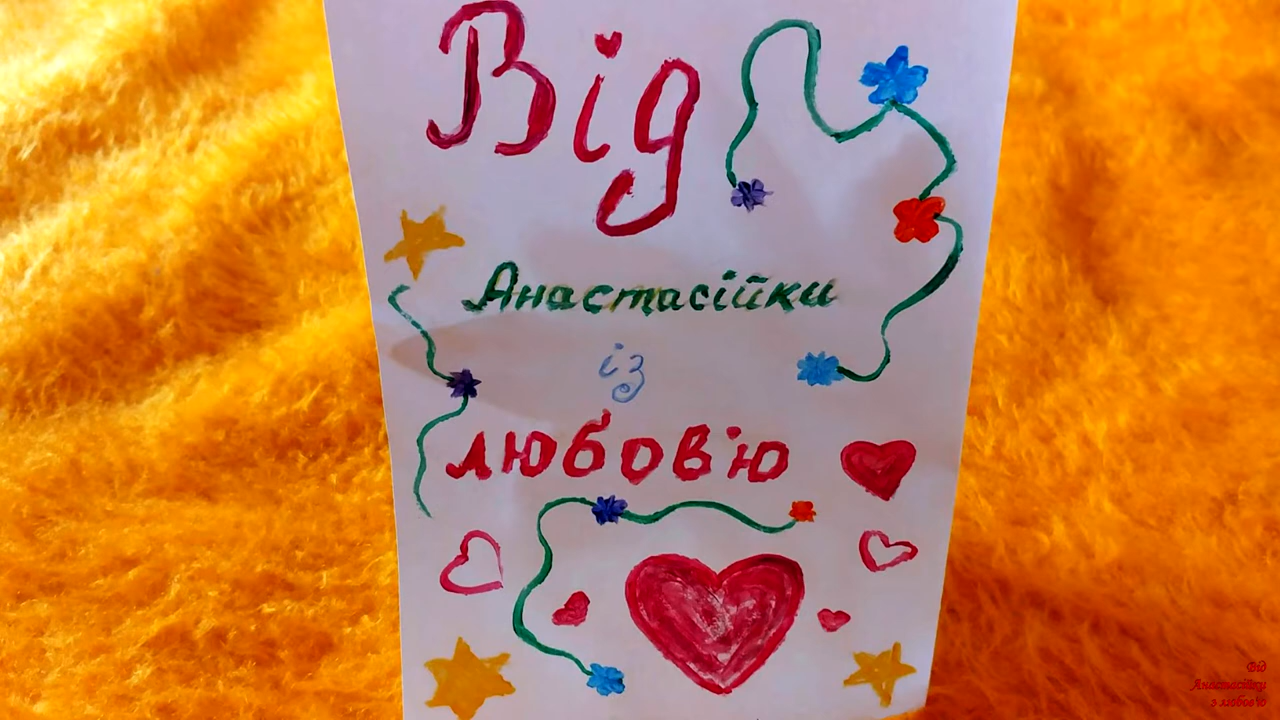 Від
Анастасійки
із
любов'ю
Від
Анастасійки
з любов'ю